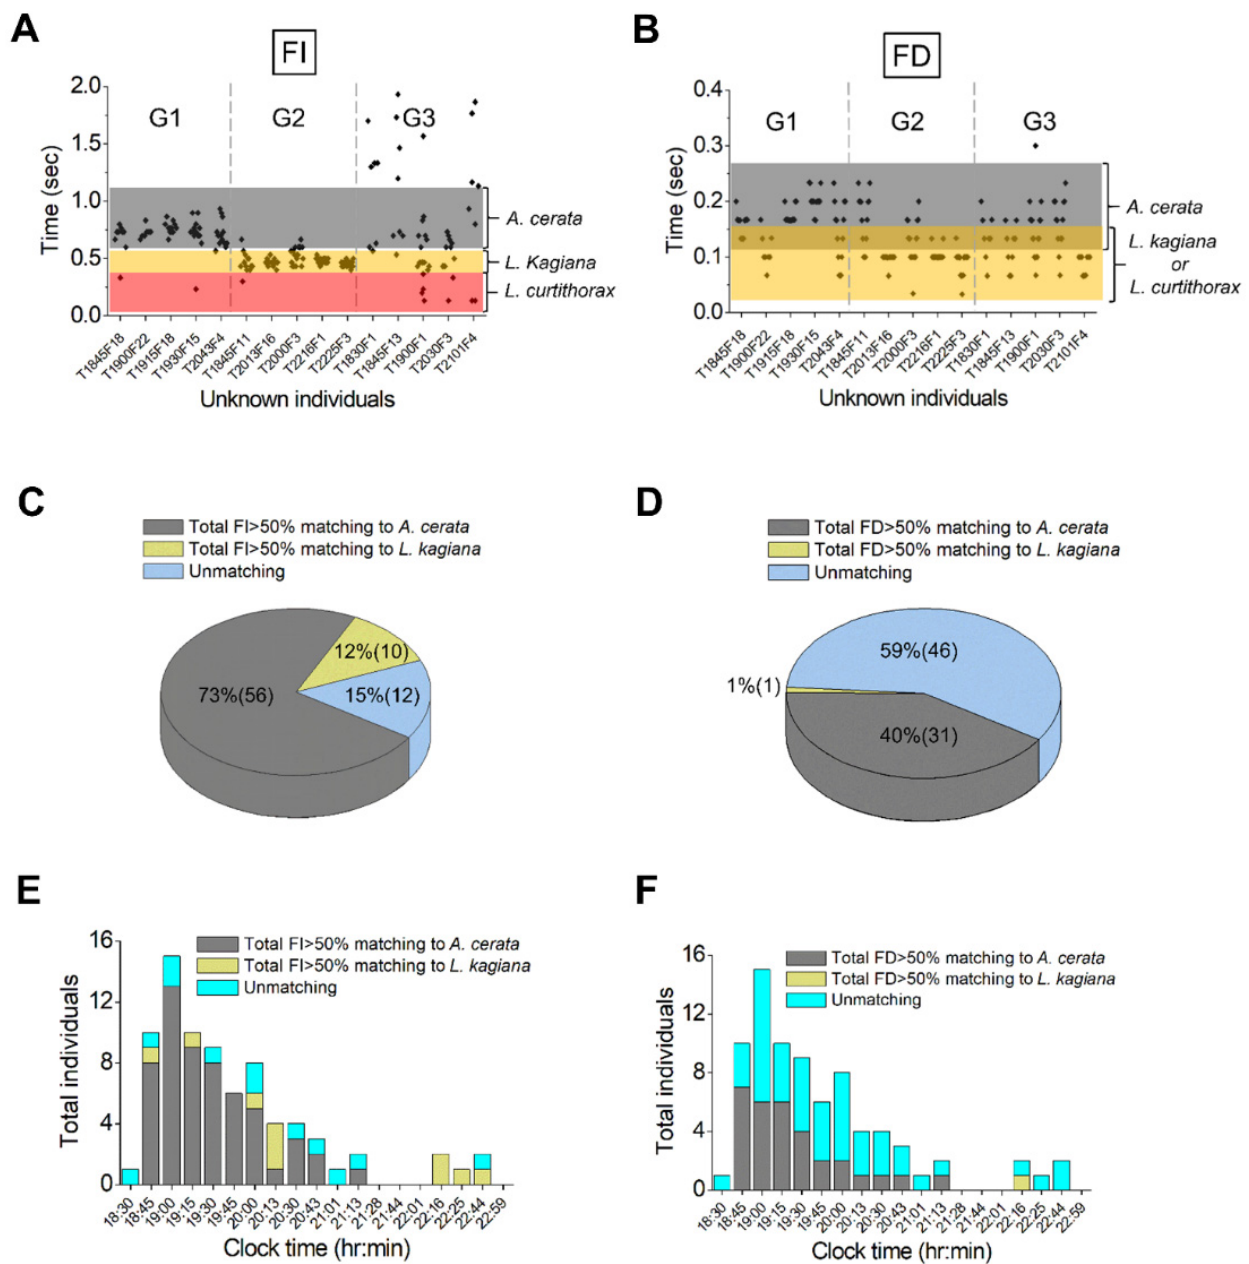 A
FI
2.0
1.5
1.0
0.5
0.0
Time (sec)
G1
G2
G3
A. cerata
L. Kagiana
L. curtithorax
T1845F18
T1900F22
T1915F18
T1930F15
T2043F4
T1845F11
T2013F16
T2000F3
T2216F1
T2225F3
T1830F1
T1845F13
T1900F1
T2030F3
T2101F4
Unknown individuals
B
FD
0.4
0.3
0.2
0.1
0.0
Time (sec)
G1
G2
G3
A. cerata
L. kagiana
or
L. curtithorax
T1845F18
T1900F22
T1915F18
T1930F15
T2043F4
T1845F11
T2013F16
T2000F3
T2216F1
T2225F3
T1830F1
T1845F13
T1900F1
T2030F3
T2101F4
Unknown individuals
C
Total FI>50% matching to A. cerata
Total FI>50% matching to L. kagiana
Unmatching
12%(10)
73%(56)
15%(12)
D
Total FD>50% matching to A. cerata
Total FD>50% matching to L. kagiana
Unmatching
59%(46)
1%(1)
40%(31)
E
Total FI>50% matching to A. cerata
Total FI>50% matching to L. kagiana
Unmatching
16
12
8
4
0
Total individuals
18:30
18:45
19:00
19:15
19:30
19:45
20:00
20:13
20:30
20:43
21:01
21:13
21:28
21:44
22:01
22:16
22:25
22:44
22:59
Clock time (hr:min)
F
Total FD>50% matching to A. cerata
Total FD>50% matching to L. kagiana
Unmatching
16
12
8
4
0
Total individuals
18:30
18:45
19:00
19:15
19:30
19:45
20:00
20:13
20:30
20:43
21:01
21:13
21:28
21:44
22:01
22:16
22:25
22:44
22:59
Clock time (hr:min)